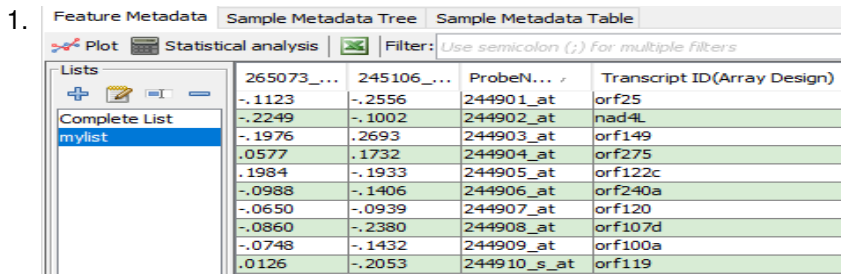 1.
Feature Metadata Sample Metadata Tree Sample Metadata Table
Plot Statistical analysis Filter: Use semicolon (;) for multiple filters
Lists
Complete List
mylist
265073_... 245106_... ProbeN... Transcript ID(Array Design)
-.1123 -.2556 244901_at orf25
-.2249 -.1002 244902_at nad4L
-.1976 .2693 244903_at orf149
.0577 .1732 244904_at orf275
.1984 -.1933 244905_at orf122c
-.0988 -.1406 244906_at orf240a
-.0650 -.0939 244907_at orf120
-.0860 -.2380 244908_at orf107d
-.0748 -.1432 244909_at orf100a
.0126 -.2053 244910_s_at orf119